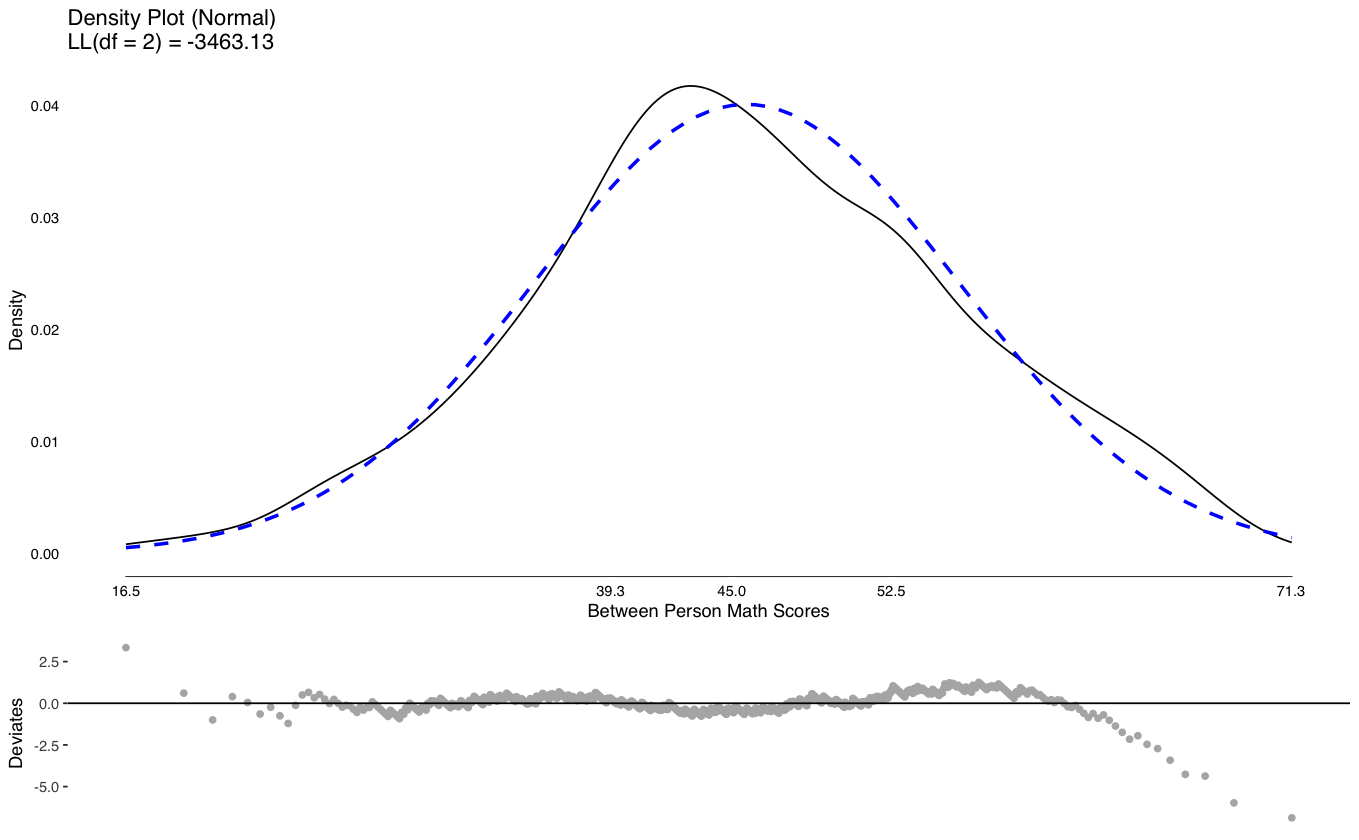 Density Plot (Normal)
LL(df = 2) = -3463.13
Density
0.04
0.03
0.02
0.01
0.00
16.5 39.3 45.0 52.5 71.3
Between Person Math Scores
Deviates
2.5
0.0
-2.5
-5.0